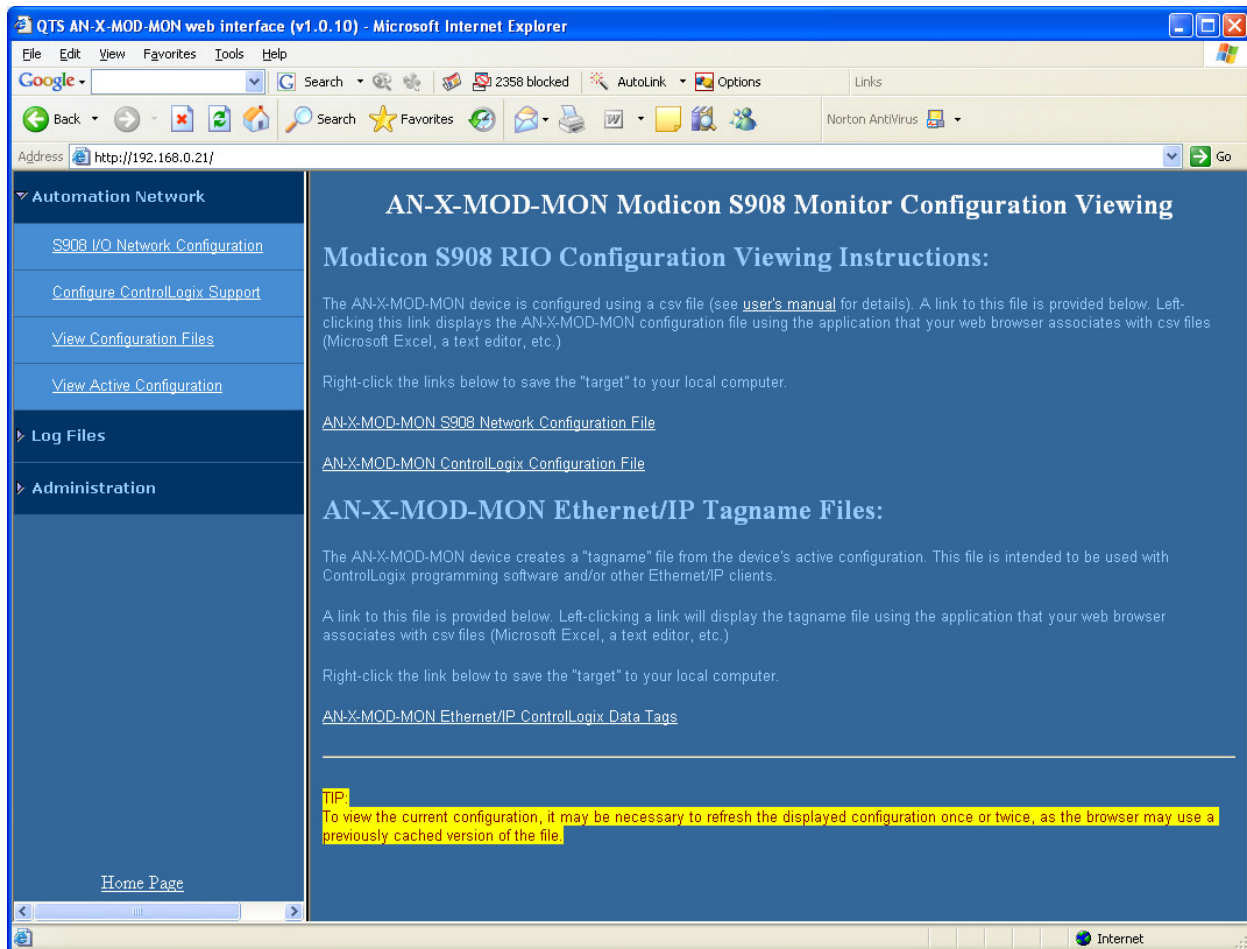 QTS AN-X-MOD-MON web interface (v1.0.10) - Microsoft Internet Explorer
File Edit View Favorites Tools Help
Google Search 2358 blocked AutoLink Options Links
Back Search Favorites Norton AntiVirus
Address http://192.168.0.21/ Go
Automation Network
S908 I/O Network Configuration
Configure ControlLogix Support
View Configuration Files
View Active Configuration
Log Files
Administration
Home Page
AN-X-MOD-MON Modicon S908 Monitor Configuration Viewing
Modicon S908 RIO Configuration Viewing Instructions:
The AN-X-MOD-MON device is configured using a csv file (see user's manual for details). A link to this file is provided below. Left-
clicking this link displays the AN-X-MOD-MON configuration file using the application that your web browser associates with csv files
(Microsoft Excel, a text editor, etc.)
Right-click the links below to save the "target" to your local computer.
AN-X-MOD-MON S908 Network Configuration File
AN-X-MOD-MON ControlLogix Configuration File
AN-X-MOD-MON Ethernet/IP Tagname Files:
The AN-X-MOD-MON device creates a "tagname" file from the device's active configuration. This file is intended to be used with
ControlLogix programming software and/or other Ethernet/IP clients.
A link to this file is provided below. Left-clicking a link will display the tagname file using the application that your web browser
associates with csv files (Microsoft Excel, a text editor, etc.)
Right-click the link below to save the "target" to your local computer.
AN-X-MOD-MON Ethernet/IP ControlLogix Data Tags
TIP:
To view the current configuration, it may be necessary to refresh the displayed configuration once or twice, as the browser may use a
previously cached version of the file.
Internet